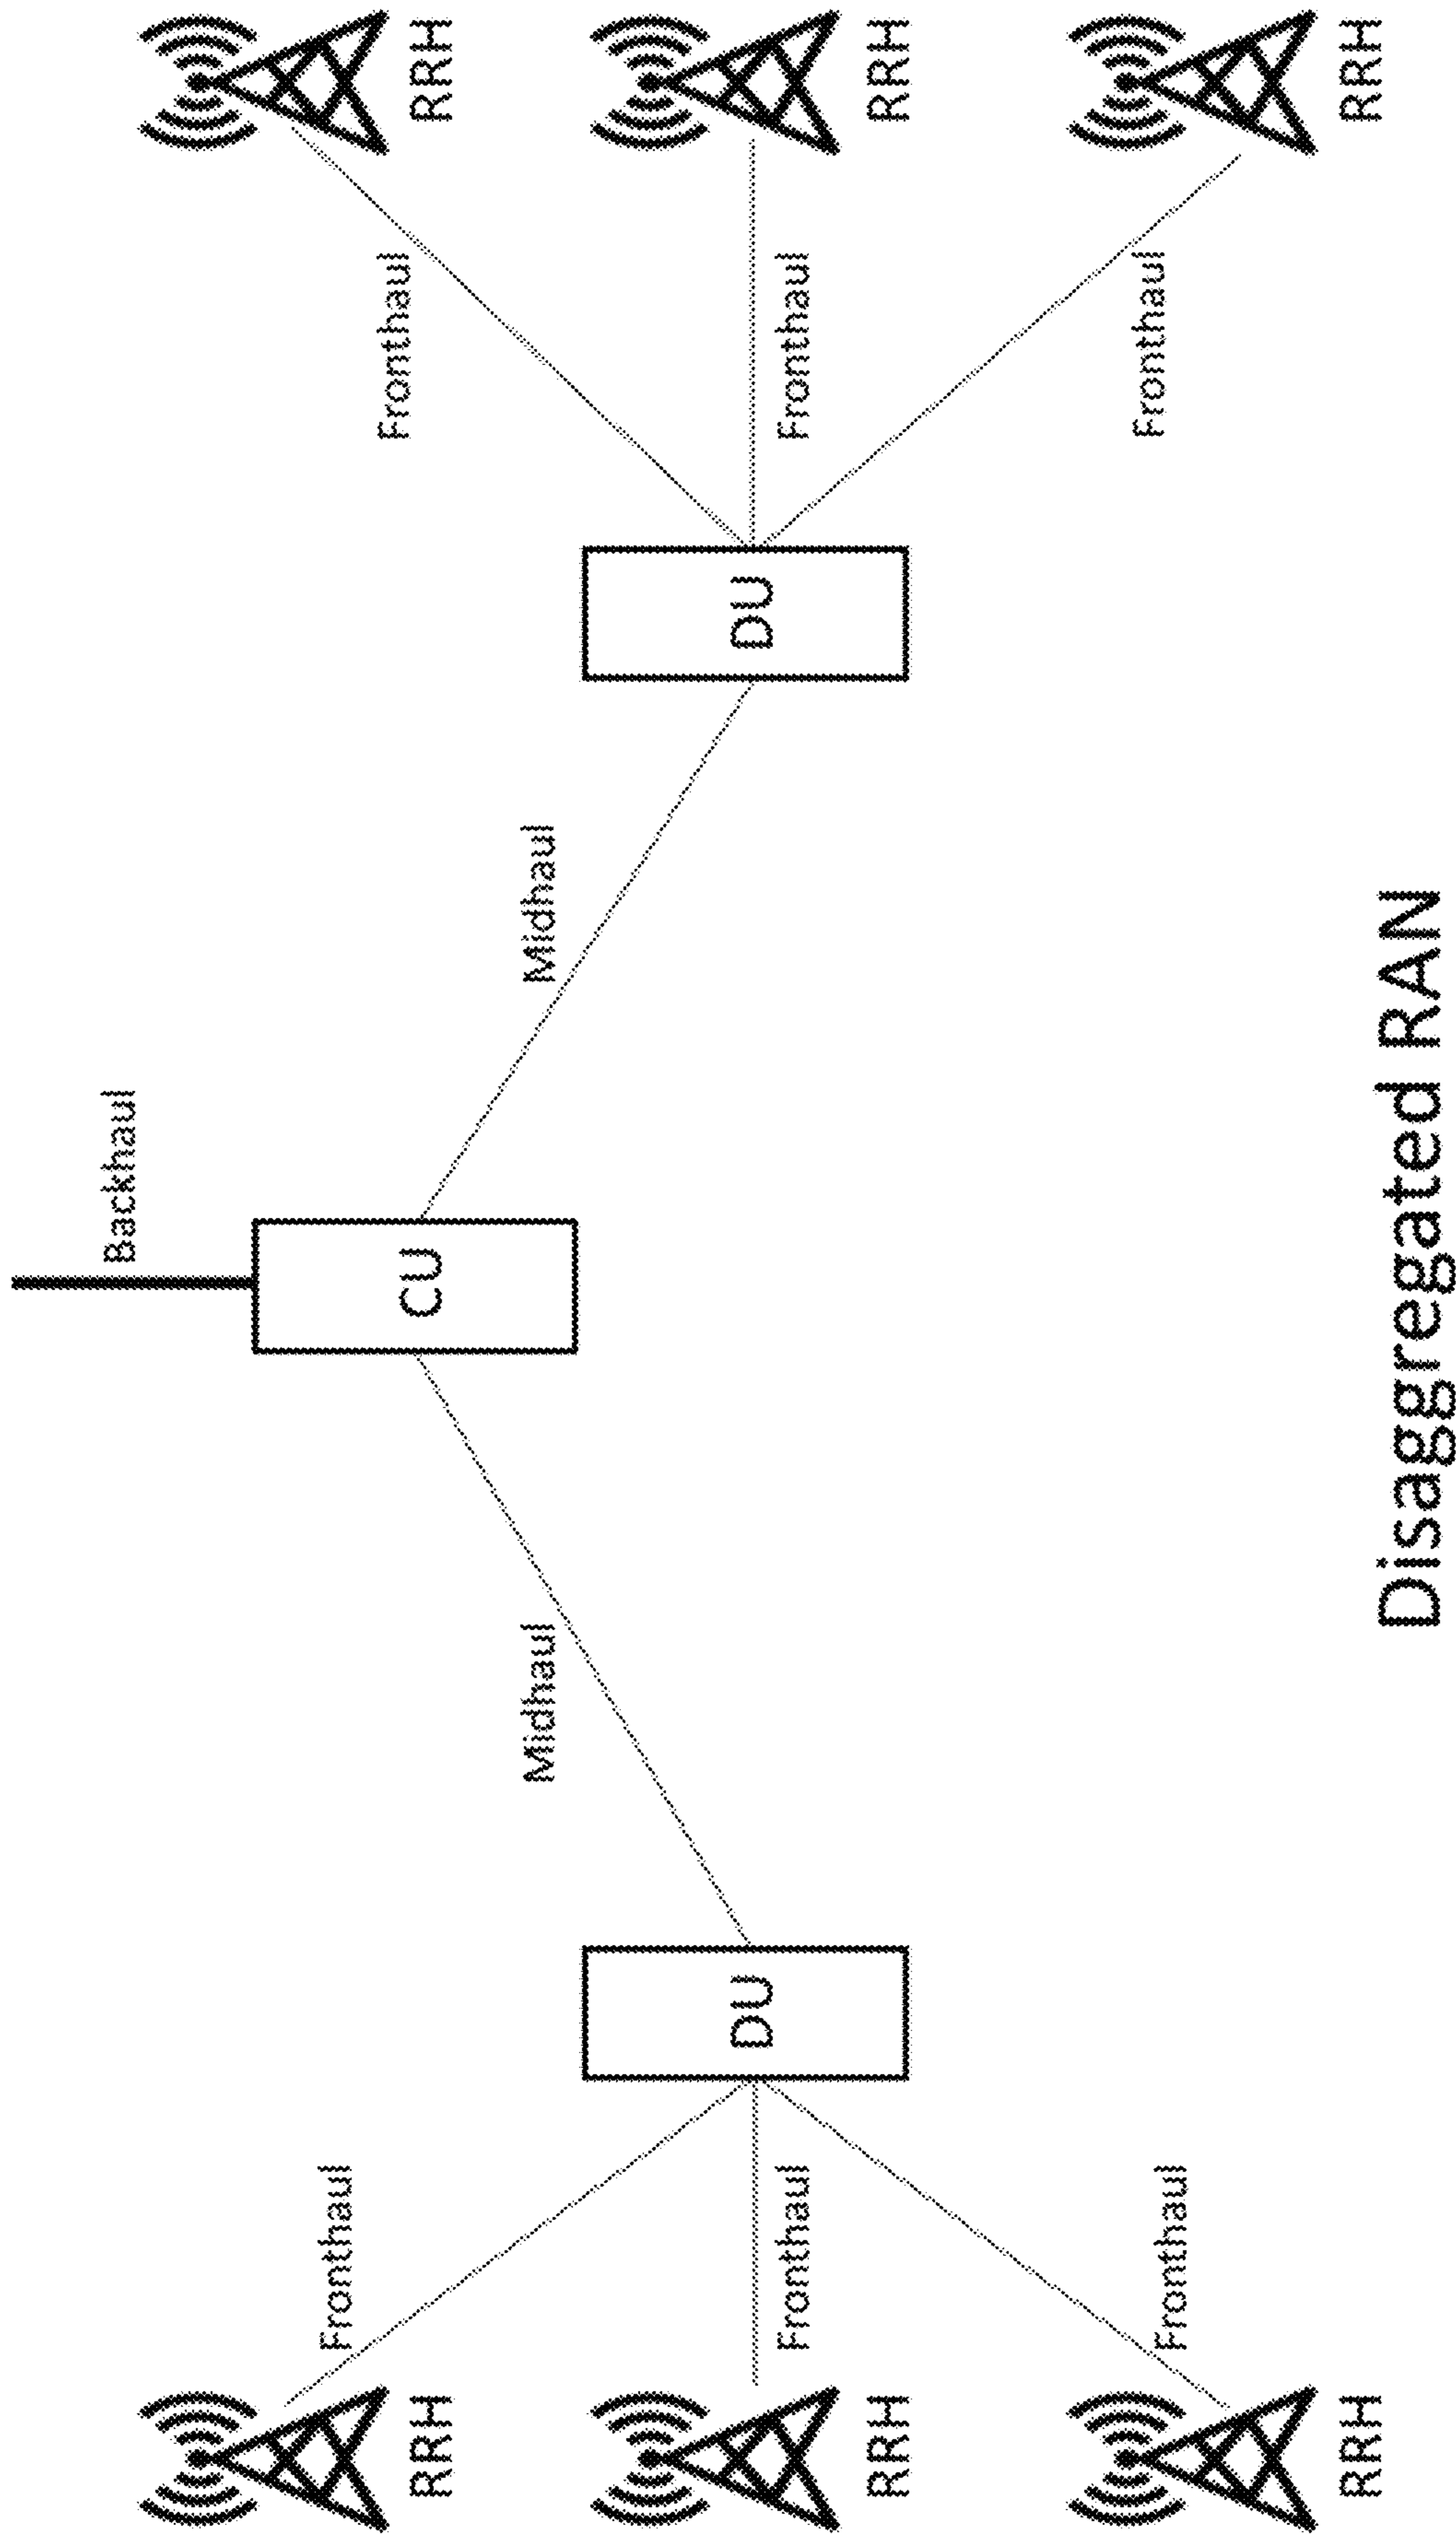 Backhaul
Fronthaul
Fronthaul
CU
RRH
RRH
Midhaul
Midhaul
DU
DU
Fronthaul
Fronthaul
RRH
RRH
Fronthaul
Fronthaul
RRH
RRH
Disaggregated RAN